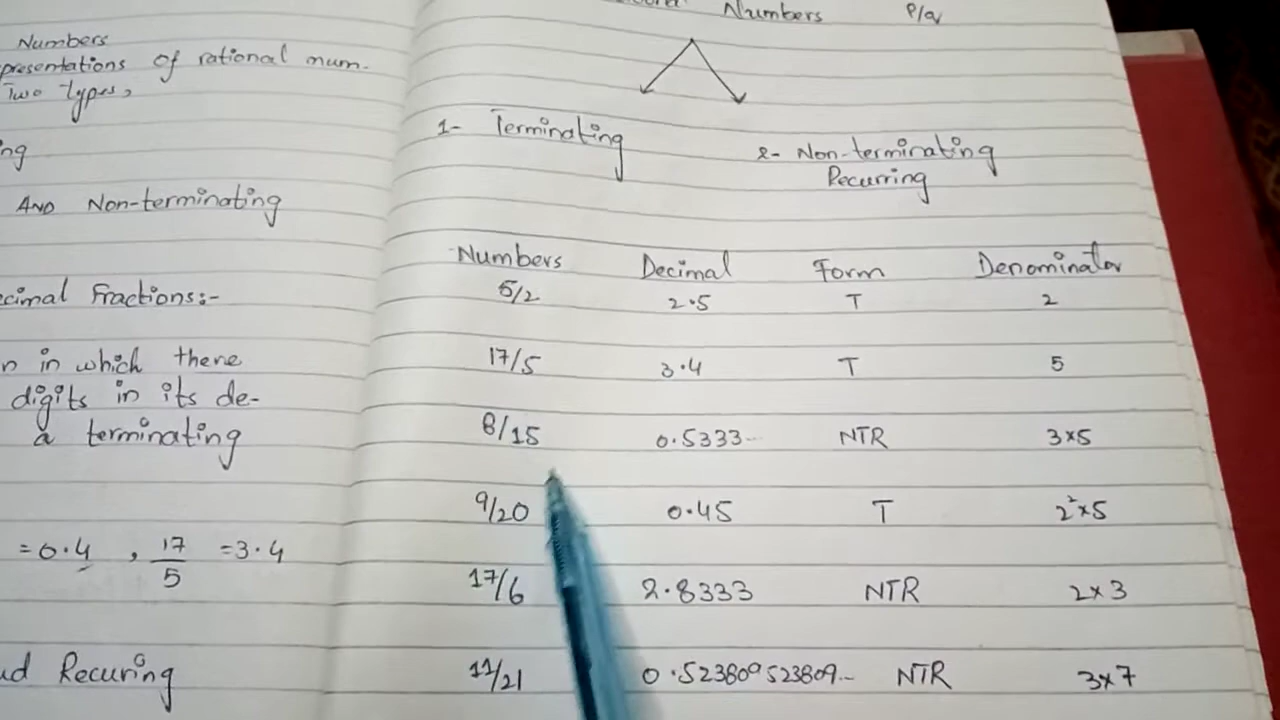 Numbers
presentations of rational num-
Two types,
ng
AND Non-terminating
cimal Fractions:-
n in which there
digits in its de-
a terminating
=0.4 , 17/5 =3.4
ud Recuring
Numbers P/q
1- Terminating
2- Non-terminating
Recurring
Numbers Decimal Form Denominator
5/2 2.5 T 2
17/5 3.4 T 5
8/15 0.5333-- NTR 3×5
9/20 0.45 T 2²×5
17/6 2.8333 NTR 2×3
11/21 0.523809523809-- NTR 3×7